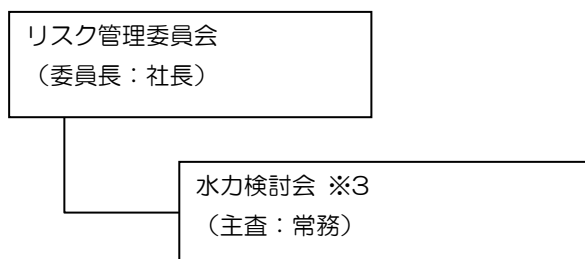 リスク管理委員会
（委員長：社長）
水力検討会 ※3
（主査：常務）